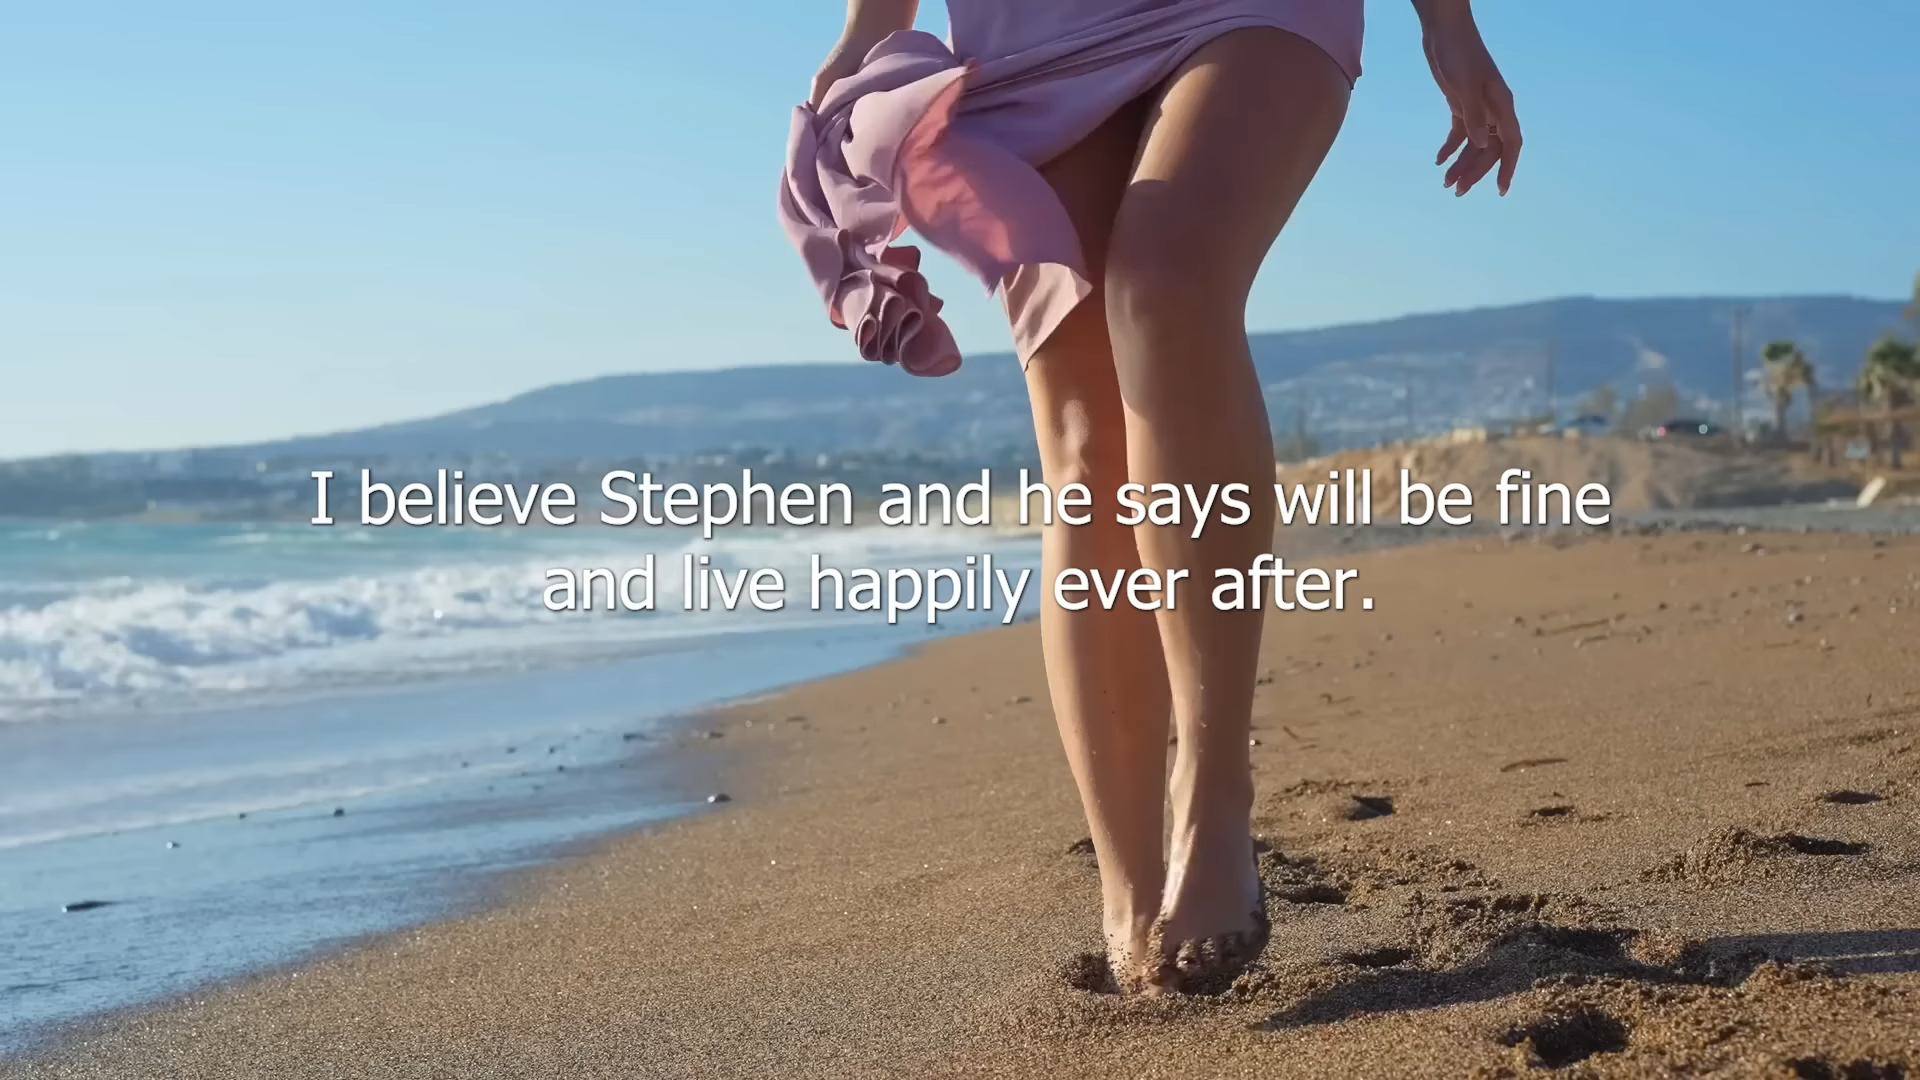 I believe Stephen and he says will be fine
and live happily ever after.